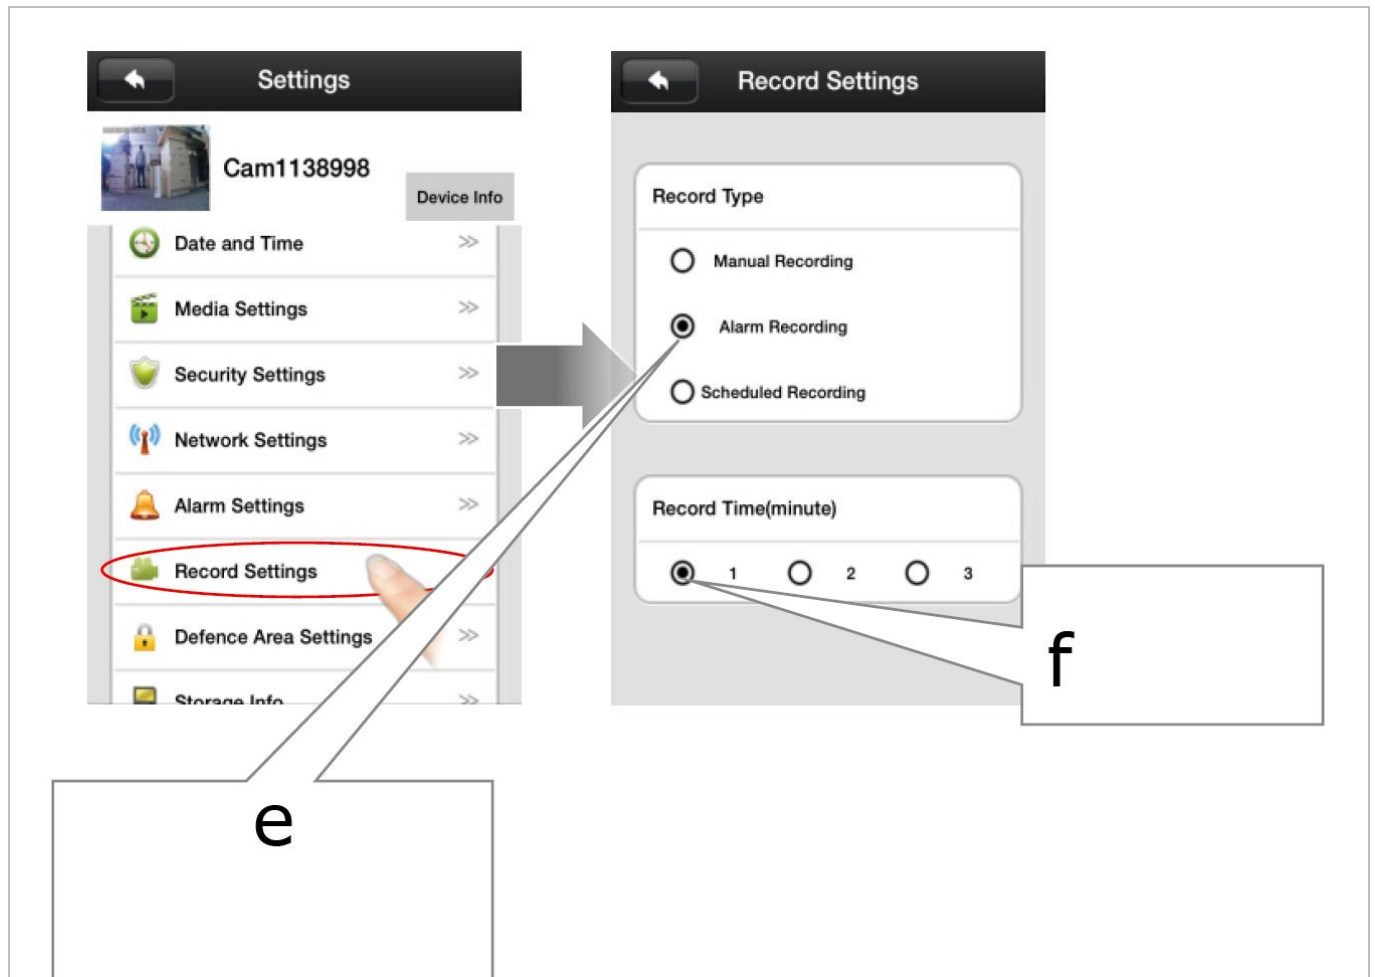 Settings
Cam1138998
Device Info
Date and Time
Media Settings
Security Settings
Network Settings
Alarm Settings
Record Settings
Defence Area Settings
Storage Info
Record Settings
Record Type
Manual Recording
Alarm Recording
Scheduled Recording
Record Time(minute)
1 2 3
f
e